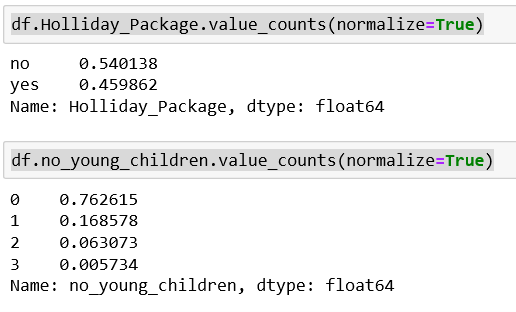 df.Holliday_Package.value_counts(normalize=True)
no     0.540138
yes    0.459862
Name: Holliday_Package, dtype: float64
df.no_young_children.value_counts(normalize=True)
0    0.762615
1    0.168578
2    0.063073
3    0.005734
Name: no_young_children, dtype: float64